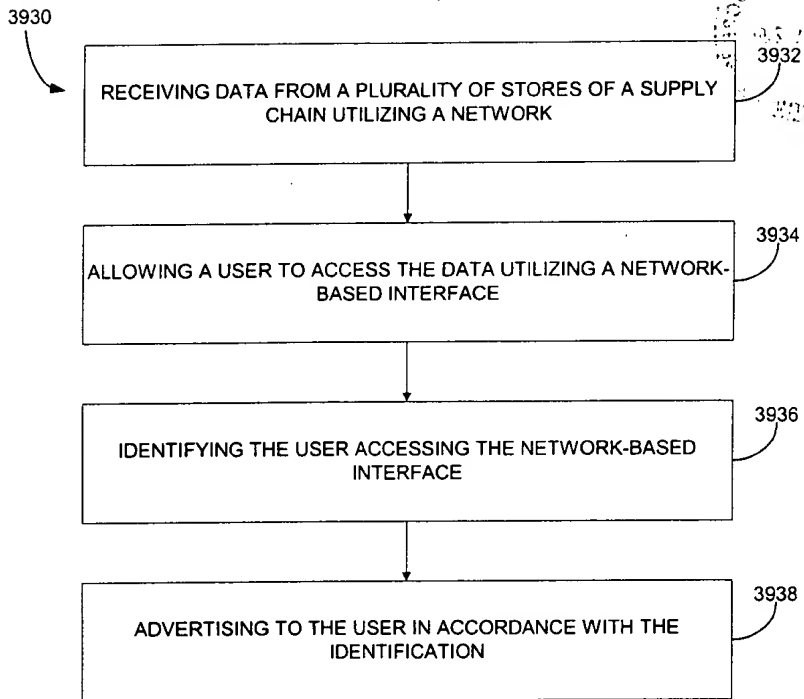 3930
3932
RECEIVING DATA FROM A PLURALITY OF STORES OF A SUPPLY
CHAIN UTILIZING A NETWORK
3934
ALLOWING A USER TO ACCESS THE DATA UTILIZING A NETWORK-
BASED INTERFACE
3936
IDENTIFYING THE USER ACCESSING THE NETWORK-BASED
INTERFACE
3938
ADVERTISING TO THE USER IN ACCORDANCE WITH THE
IDENTIFICATION